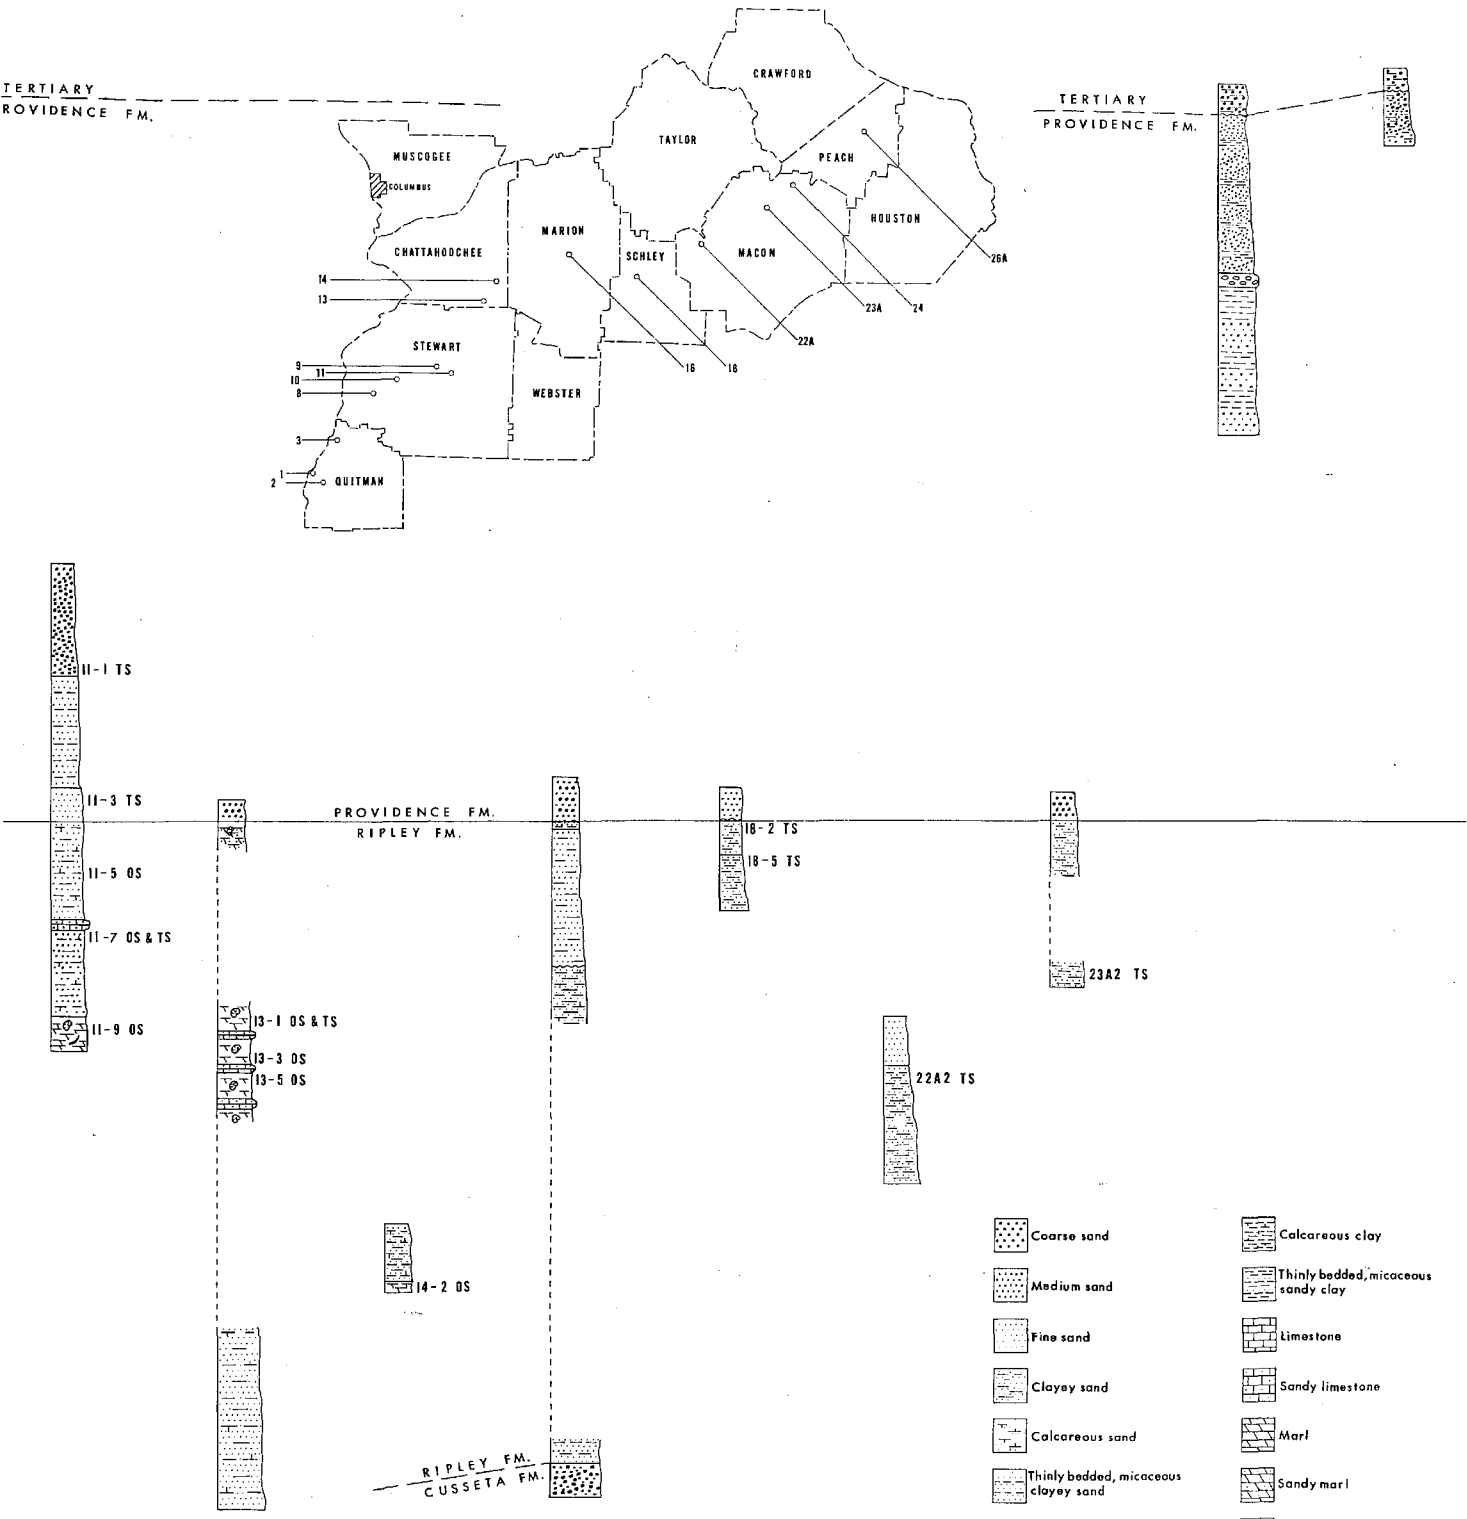 TERTIARY
ROVIDENCE FM.
CRAWFORD
TAYLOR
PEACH
MUSCOGEE
COLUMBUS
HOUSTON
MARION
CHATTAHOOCHEE
SCHLEY
MACON
26A
14
13
23A
24
22A
STEWART
9
11
10
8
16
18
WEBSTER
3
1
2
QUITMAN
TERTIARY
PROVIDENCE FM.
11-1 TS
11-3 TS
11-5 OS
11-7 OS & TS
11-9 OS
PROVIDENCE FM.
RIPLEY FM.
13-1 OS & TS
13-3 OS
13-5 OS
14-2 OS
18-2 TS
18-5 TS
22A2 TS
23A2 TS
RIPLEY FM.
CUSSETA FM.
Coarse sand
Medium sand
Fine sand
Clayey sand
Calcareous sand
Thinly bedded, micaceous
clayey sand
Calcareous clay
Thinly bedded, micaceous
sandy clay
Limestone
Sandy limestone
Marl
Sandy marl